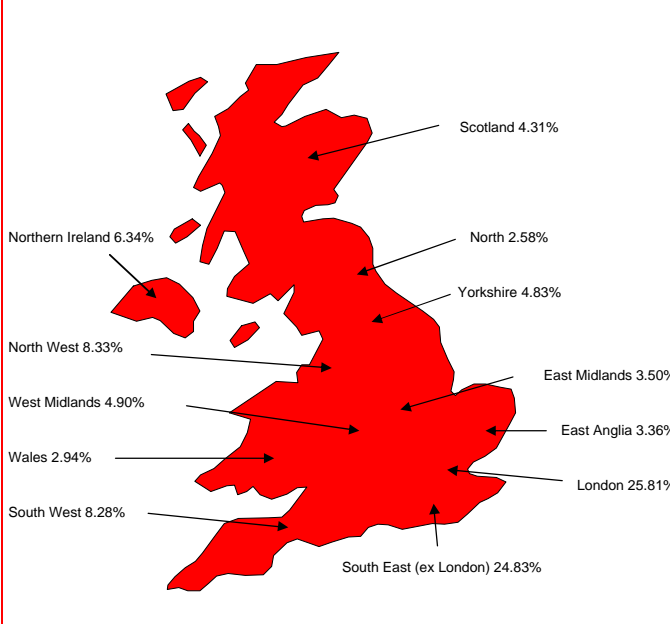 Scotland 4.31%
Northern Ireland 6.34%
North 2.58%
Yorkshire 4.83%
North West 8.33%
East Midlands 3.50%
West Midlands 4.90%
East Anglia 3.36%
Wales 2.94%
London 25.81%
South West 8.28%
South East (ex London) 24.83%